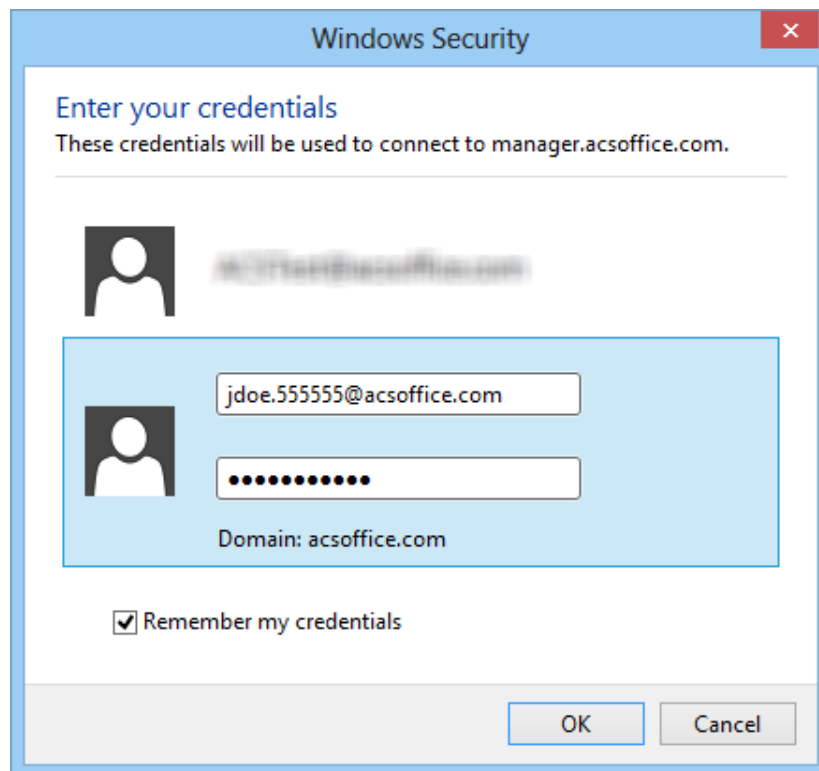 Windows Security
Enter your credentials
These credentials will be used to connect to manager.acsoffice.com.
jdoe.555555@acsoffice.com
●●●●●●●●●●●
Domain: acsoffice.com
Remember my credentials
OK Cancel